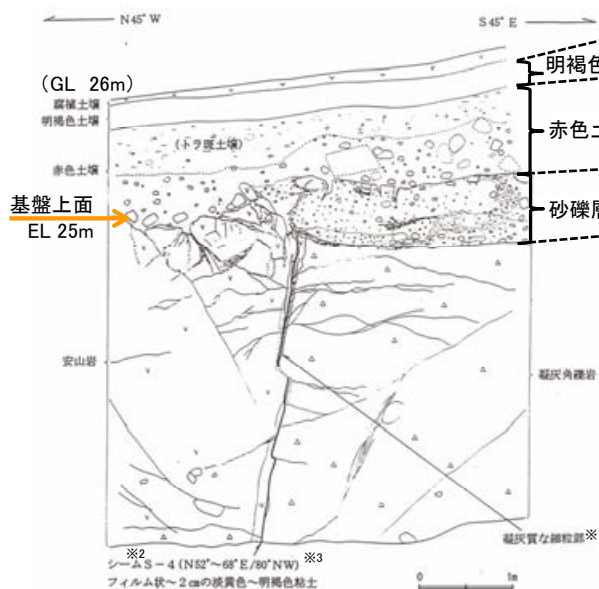 N45°W
S45°E
(GL 26m)
腐植土壌
明褐色土壌
明褐色
(トラ斑土壌)
赤色土
赤色土壌
砂礫層
基盤上面
EL 25m
安山岩
凝灰角礫岩
凝灰質な細粒部※
※2
※3
シームS-4(N52°~68°E/80°NW)
フィルム状~2cmの淡黄色~明褐色粘土
0 1m